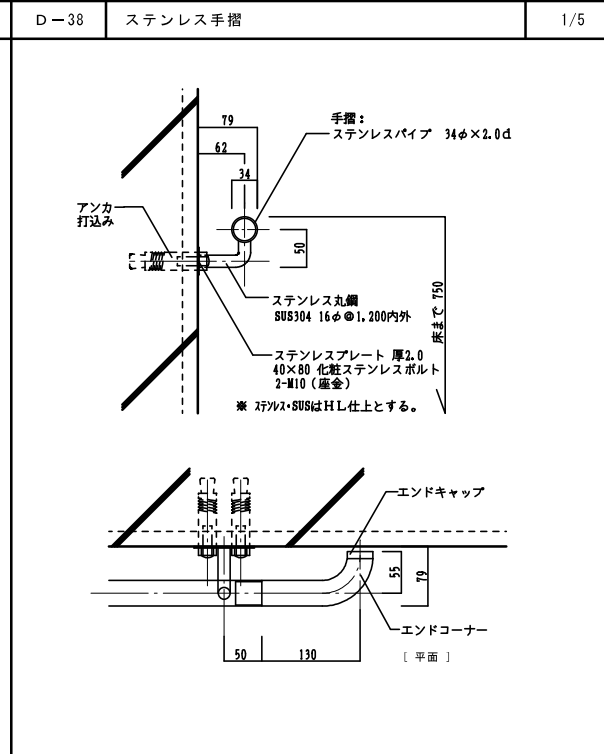 D－38
ステンレス手摺
1/5
79
62
34
手摺：
ステンレスパイプ　34φ×2.0d
アンカー
打込み
50
床まで 750
ステンレス丸鋼
SUS304 16φ@1,200内外
ステンレスプレート 厚2.0
40×80 化粧ステンレスボルト
2-M10（座金）
※ ｽﾃﾝﾚｽ・SUSはＨＬ仕上とする。
エンドキャップ
55
79
エンドコーナー
50
130
［ 平面 ］